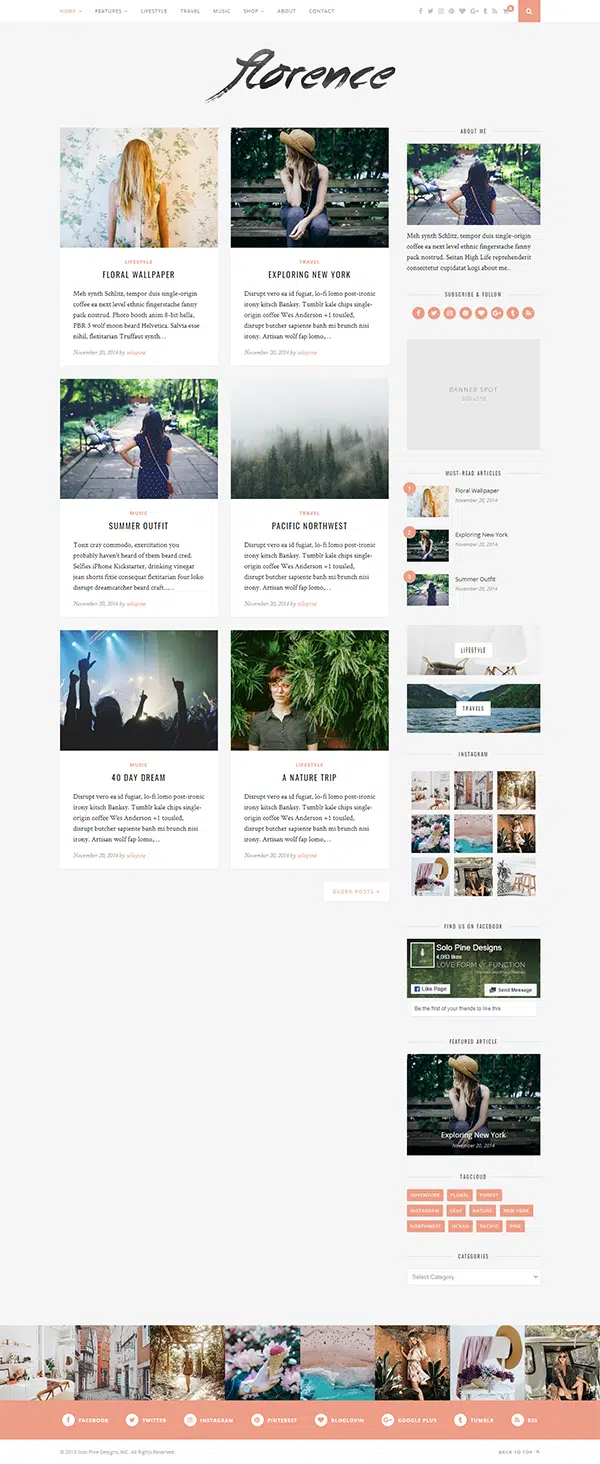 HOME FEATURES LIFESTYLE TRAVEL MUSIC SHOP ABOUT CONTACT
florence
LIFESTYLE
FLORAL WALLPAPER
Meh synth Schlitz, tempor duis single-origin
coffee ea next level ethnic fingerstache fanny
pack nostrud. Photo booth anim 8-bit hella,
PBR 3 wolf moon beard Helvetica. Salvia esse
nihil, flexitarian Truffaut synth…
November 20, 2014 by solopine
TRAVEL
EXPLORING NEW YORK
Disrupt vero ea id fugiat, lo-fi lomo post-ironic
irony kitsch Banksy. Tumblr kale chips single-
origin coffee Wes Anderson +1 tousled,
disrupt butcher sapiente banh mi brunch nisi
irony. Artisan wolf fap lomo,…
November 20, 2014 by solopine
MUSIC
SUMMER OUTFIT
Tonx cray commodo, exercitation you
probably haven't heard of them beard cred.
Selfies iPhone Kickstarter, drinking vinegar
jean shorts fixie consequat flexitarian four loko
disrupt dreamcatcher beard craft……
November 20, 2014 by solopine
TRAVEL
PACIFIC NORTHWEST
Disrupt vero ea id fugiat, lo-fi lomo post-ironic
irony kitsch Banksy. Tumblr kale chips single-
origin coffee Wes Anderson +1 tousled,
disrupt butcher sapiente banh mi brunch nisi
irony. Artisan wolf fap lomo,…
November 20, 2014 by solopine
MUSIC
40 DAY DREAM
Disrupt vero ea id fugiat, lo-fi lomo post-ironic
irony kitsch Banksy. Tumblr kale chips single-
origin coffee Wes Anderson +1 tousled,
disrupt butcher sapiente banh mi brunch nisi
irony. Artisan wolf fap lomo,…
November 20, 2014 by solopine
LIFESTYLE
A NATURE TRIP
Disrupt vero ea id fugiat, lo-fi lomo post-ironic
irony kitsch Banksy. Tumblr kale chips single-
origin coffee Wes Anderson +1 tousled,
disrupt butcher sapiente banh mi brunch nisi
irony. Artisan wolf fap lomo,…
November 20, 2014 by solopine
OLDER POSTS
ABOUT ME
Meh synth Schlitz, tempor duis single-origin
coffee ea next level ethnic fingerstache fanny
pack nostrud. Seitan High Life reprehenderit
consectetur cupidatat kogi about me..
SUBSCRIBE & FOLLOW
BANNER SPOT
MUST-READ ARTICLES
1
Floral Wallpaper
November 20, 2014
2
Exploring New York
November 20, 2014
3
Summer Outfit
November 20, 2014
LIFESTYLE
TRAVELS
INSTAGRAM
FIND US ON FACEBOOK
Solo Pine Designs
4,083 likes
LOVE FORM & FUNCTION
Like Page
Send Message
Be the first of your friends to like this
FEATURED ARTICLE
Exploring New York
November 20, 2014
TAGCLOUD
ADVENTURE FLORAL FOREST
INSTAGRAM LEAF NATURE NEW YORK
NORTHWEST OCEAN PACIFIC PINE
CATEGORIES
Select Category
FACEBOOK TWITTER INSTAGRAM PINTEREST BLOGLOVIN GOOGLE PLUS TUMBLR RSS
© 2015 Solo Pine Designs, INC. All Rights Reserved.
BACK TO TOP